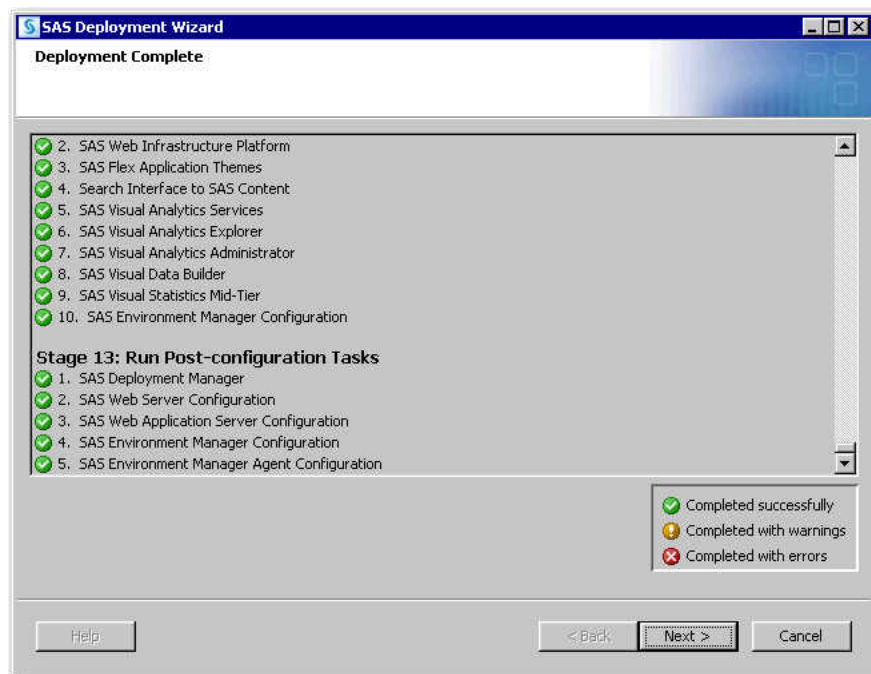 SAS Deployment Wizard
Deployment Complete
2. SAS Web Infrastructure Platform
3. SAS Flex Application Themes
4. Search Interface to SAS Content
5. SAS Visual Analytics Services
6. SAS Visual Analytics Explorer
7. SAS Visual Analytics Administrator
8. SAS Visual Data Builder
9. SAS Visual Statistics Mid-Tier
10. SAS Environment Manager Configuration
Stage 13: Run Post-configuration Tasks
1. SAS Deployment Manager
2. SAS Web Server Configuration
3. SAS Web Application Server Configuration
4. SAS Environment Manager Configuration
5. SAS Environment Manager Agent Configuration
Completed successfully
Completed with warnings
Completed with errors
Help < Back Next > Cancel